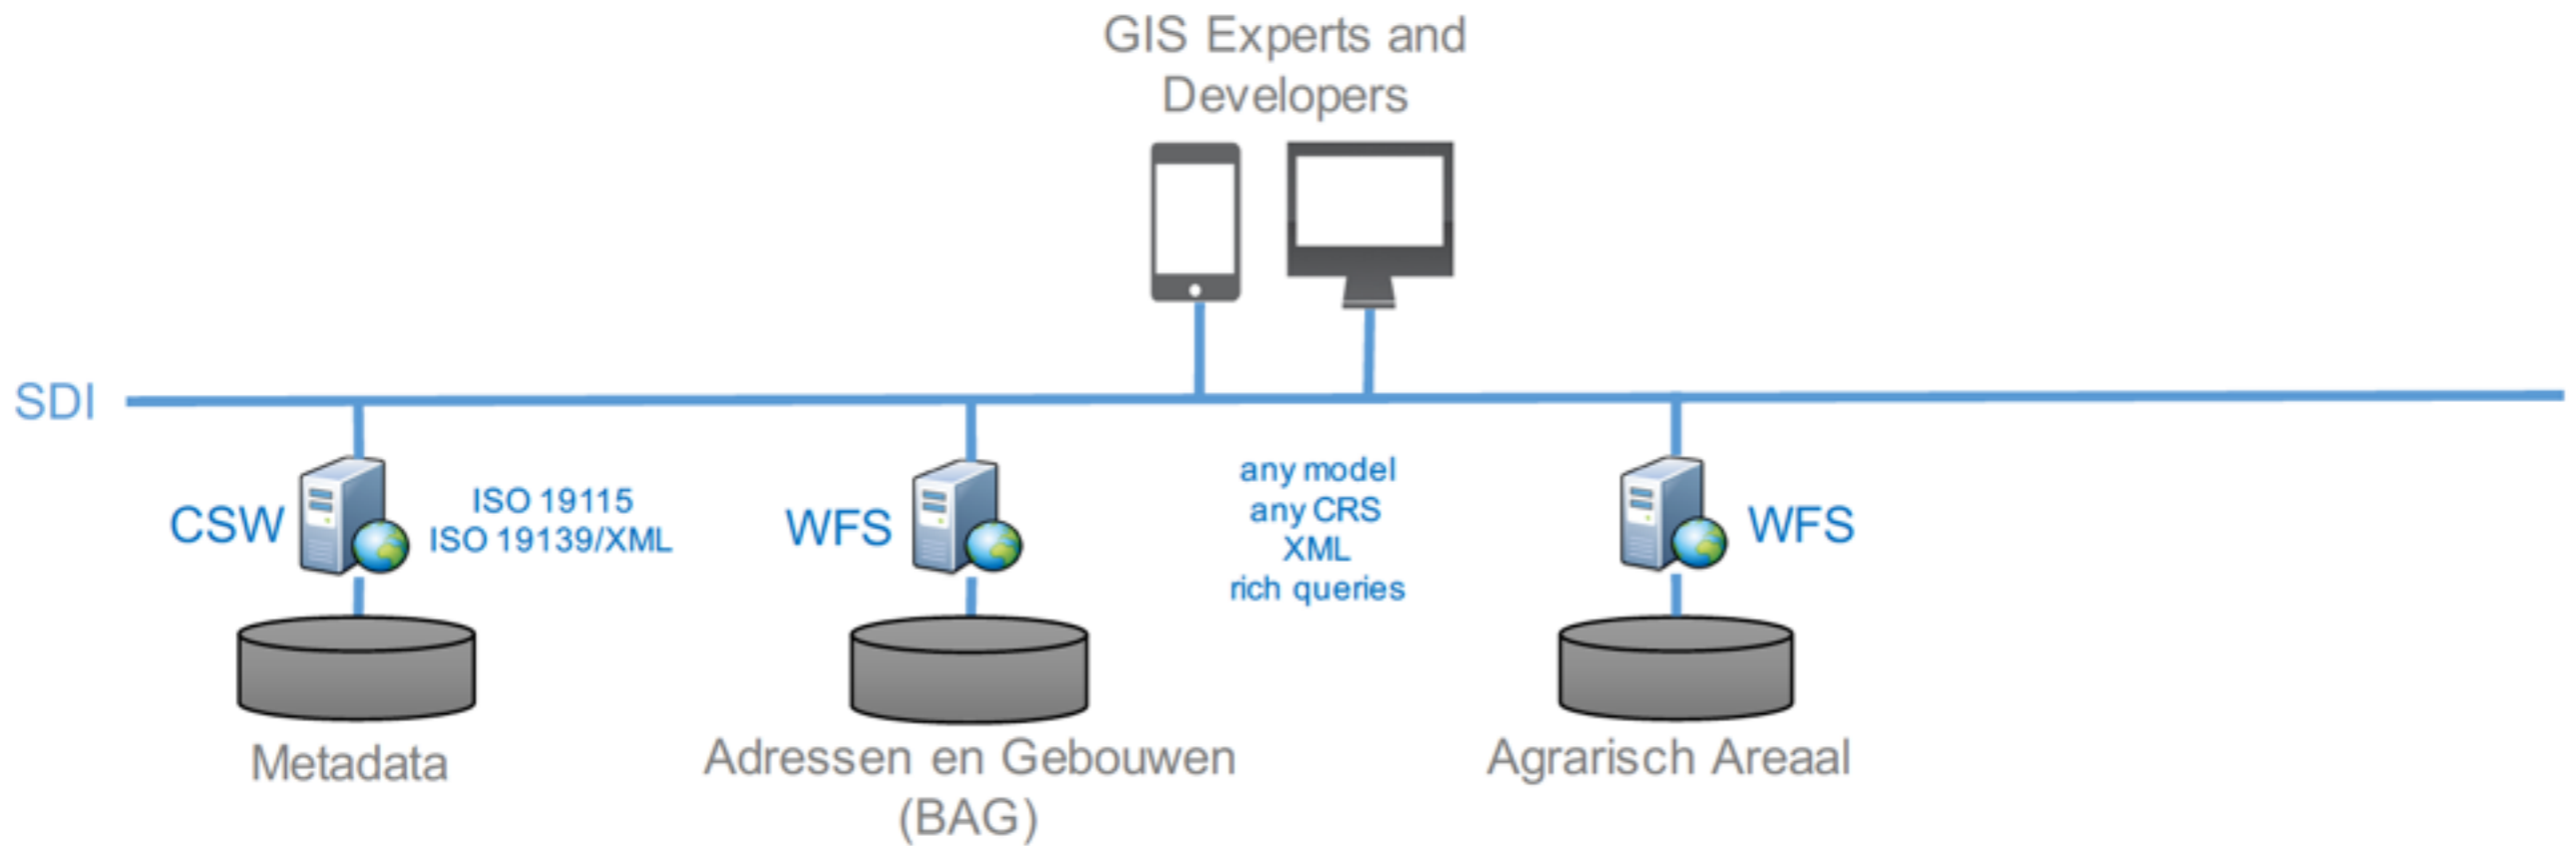 GIS Experts and
Developers
SDI
CSW
ISO 19115
ISO 19139/XML
WFS
any model
any CRS
XML
rich queries
WFS
Metadata
Adressen en Gebouwen
(BAG)
Agrarisch Areaal